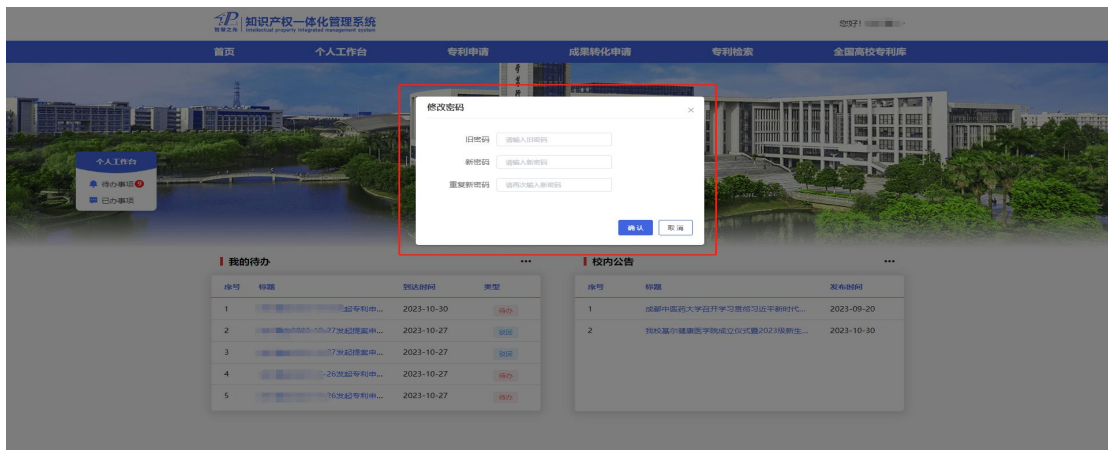 知识产权一体化管理系统
智慧之光 Intellectual property integrated management system
您好!
首页 个人工作台 专利申请 成果转化申请 专利检索 全国高校专利库
修改密码 ×
旧密码 请输入旧密码
新密码 请输入新密码
重复新密码 请再次输入新密码
确认 取消
个人工作台
待办事项 9
已办事项
我的待办 •••
序号 标题 到达时间 类型
1 起专利申... 2023-10-30 待办
2 27发起提案申... 2023-10-27 驳回
3 27发起提案申... 2023-10-27 驳回
4 -26发起专利申... 2023-10-27 待办
5 26发起专利申... 2023-10-27 待办
校内公告 •••
序号 标题 发布时间
1 成都中医药大学召开学习贯彻习近平新时代... 2023-09-20
2 我校基尔健康医学院成立仪式暨2023级新生... 2023-10-30